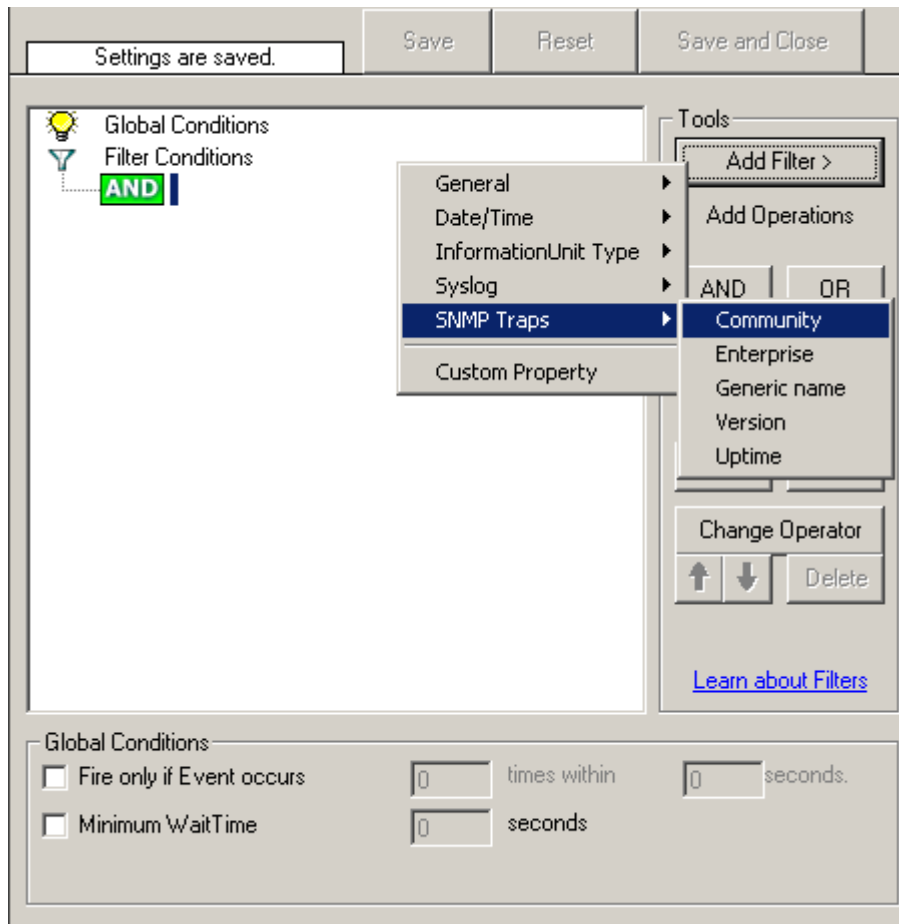 Settings are saved.
Save
Reset
Save and Close
Global Conditions
Filter Conditions
AND
General
Date/Time
InformationUnit Type
Syslog
SNMP Traps
Custom Property
Community
Enterprise
Generic name
Version
Uptime
Tools
Add Filter >
Add Operations
AND
OR
Change Operator
Delete
Learn about Filters
Global Conditions
Fire only if Event occurs 0 times within 0 seconds.
Minimum WaitTime 0 seconds